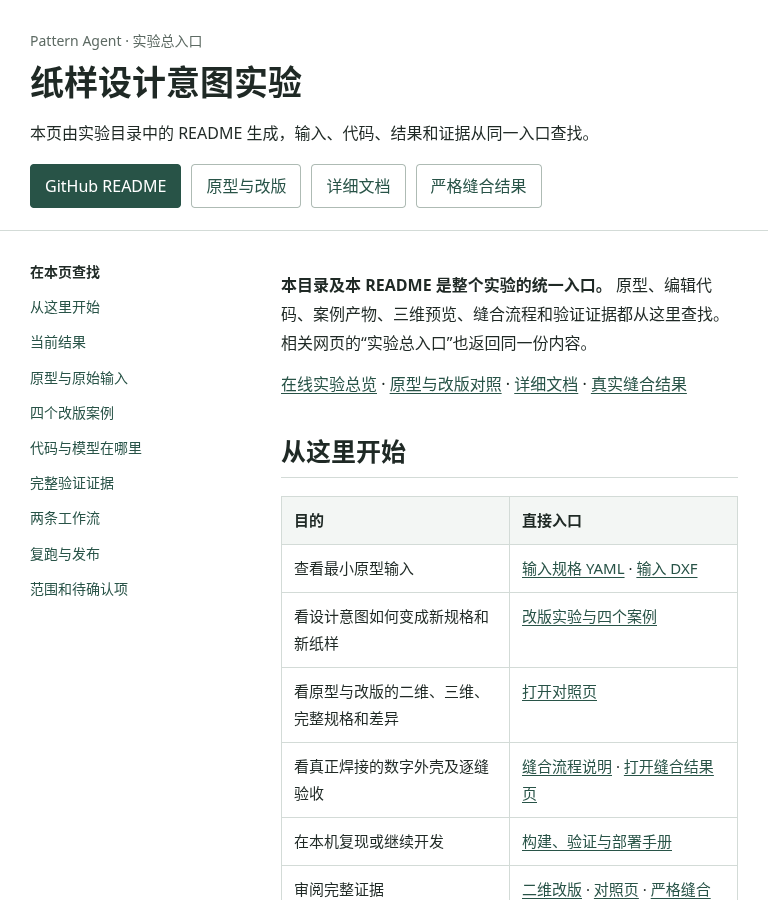 Pattern Agent · 实验总入口
纸样设计意图实验
本页由实验目录中的 README 生成，输入、代码、结果和证据从同一入口查找。
GitHub README
原型与改版
详细文档
严格缝合结果
在本页查找
从这里开始
当前结果
原型与原始输入
四个改版案例
代码与模型在哪里
完整验证证据
两条工作流
复跑与发布
范围和待确认项
本目录及本 README 是整个实验的统一入口。 原型、编辑代
码、案例产物、三维预览、缝合流程和验证证据都从这里查找。
相关网页的“实验总入口”也返回同一份内容。
在线实验总览 · 原型与改版对照 · 详细文档 · 真实缝合结果
从这里开始
目的
直接入口
查看最小原型输入
输入规格 YAML · 输入 DXF
看设计意图如何变成新规格和
新纸样
改版实验与四个案例
看原型与改版的二维、三维、
完整规格和差异
打开对照页
看真正焊接的数字外壳及逐缝
验收
缝合流程说明 · 打开缝合结果
页
在本机复现或继续开发
构建、验证与部署手册
审阅完整证据
二维改版 · 对照页 · 严格缝合